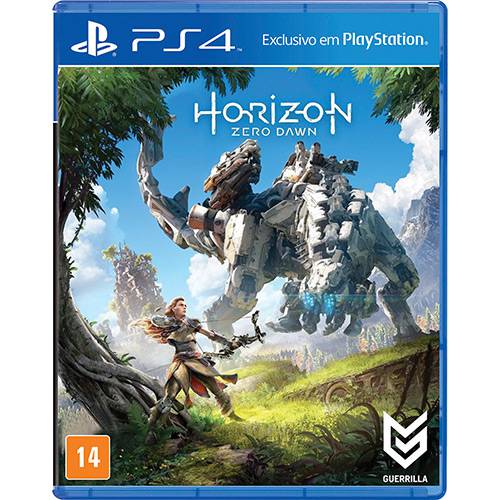 PS4
Exclusivo em PlayStation®
HORIZON
ZERO DAWN
14
GUERRILLA